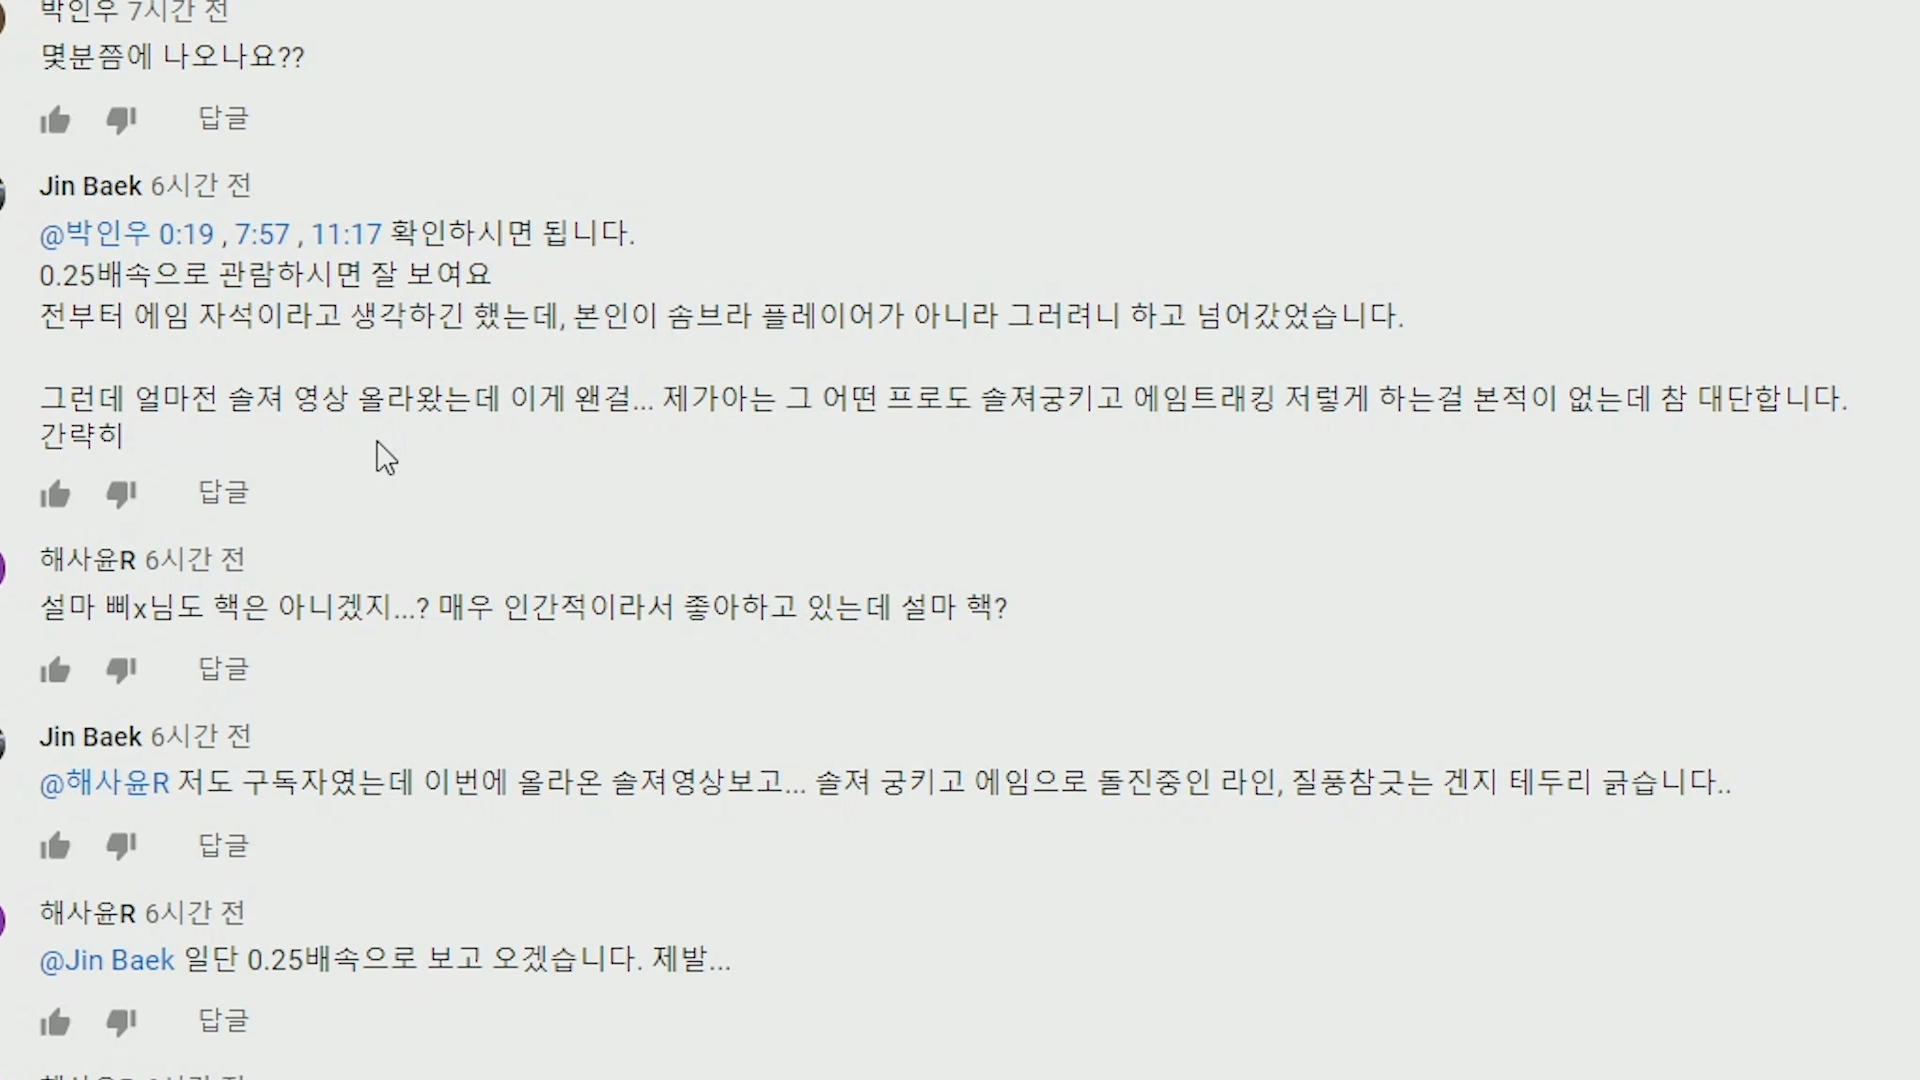 박인우 7시간 전
몇분쯤에 나오나요??
답글
Jin Baek 6시간 전
@박인우 0:19 , 7:57 , 11:17 확인하시면 됩니다.
0.25배속으로 관람하시면 잘 보여요
전부터 에임 자석이라고 생각하긴 했는데, 본인이 솜브라 플레이어가 아니라 그러려니 하고 넘어갔었습니다.
그런데 얼마전 솔져 영상 올라왔는데 이게 왠걸... 제가아는 그 어떤 프로도 솔져궁키고 에임트래킹 저렇게 하는걸 본적이 없는데 참 대단합니다.
간략히
답글
해사윤R 6시간 전
설마 삐x님도 핵은 아니겠지...? 매우 인간적이라서 좋아하고 있는데 설마 핵?
답글
Jin Baek 6시간 전
@해사윤R 저도 구독자였는데 이번에 올라온 솔져영상보고... 솔져 궁키고 에임으로 돌진중인 라인, 질풍참긋는 겐지 테두리 긁습니다..
답글
해사윤R 6시간 전
@Jin Baek 일단 0.25배속으로 보고 오겠습니다. 제발...
답글